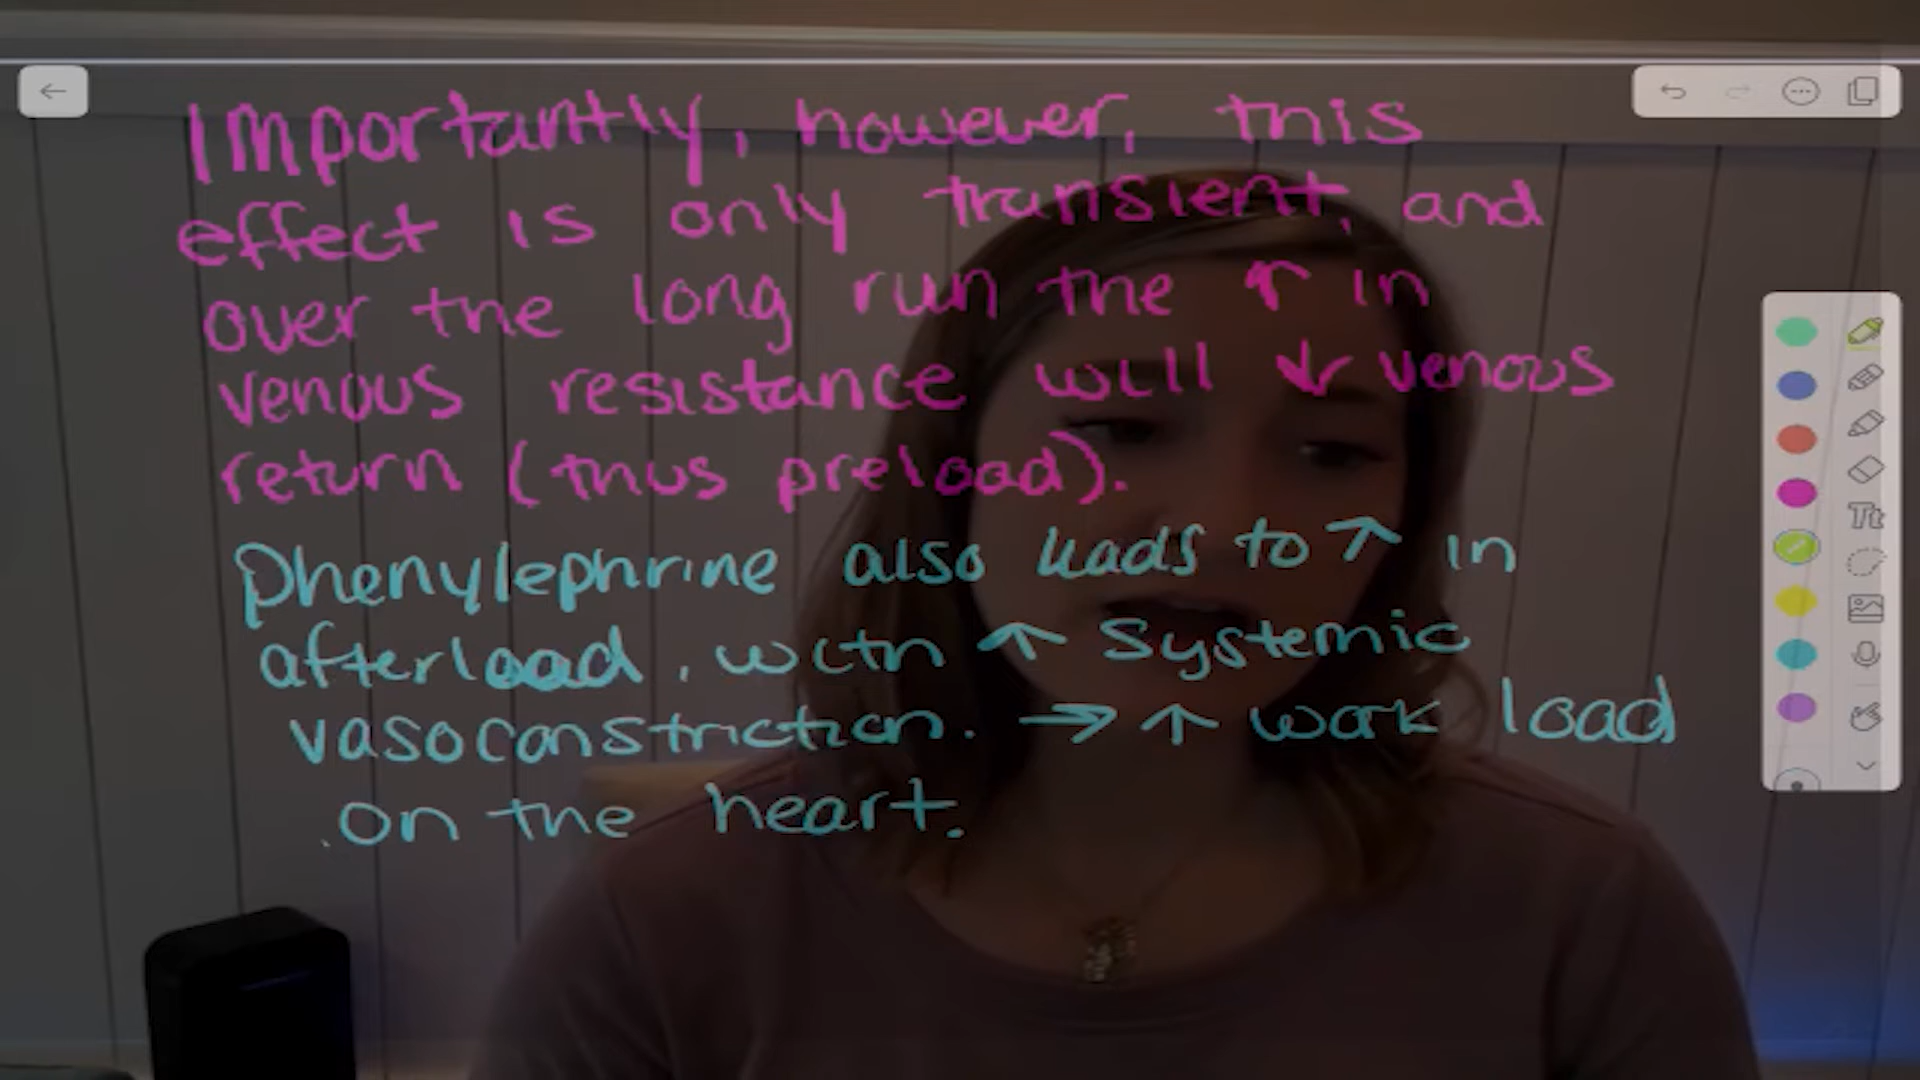 Importantly, however, this
effect is only transient, and
over the long run the ↑ in
venous resistance will ↓ venous
return (thus preload).
Phenylephrine also leads to ↑ in
afterload, with ↑ systemic
vasoconstriction. → ↑ work load
on the heart.
Tt